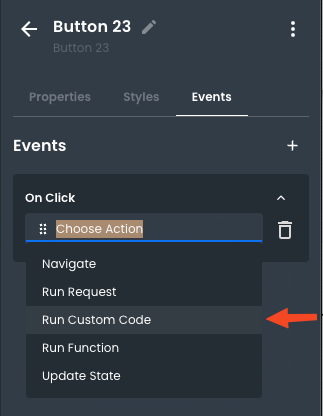 Button 23
Button 23
Properties Styles Events
Events
On Click
Choose Action
Navigate
Run Request
Run Custom Code
Run Function
Update State